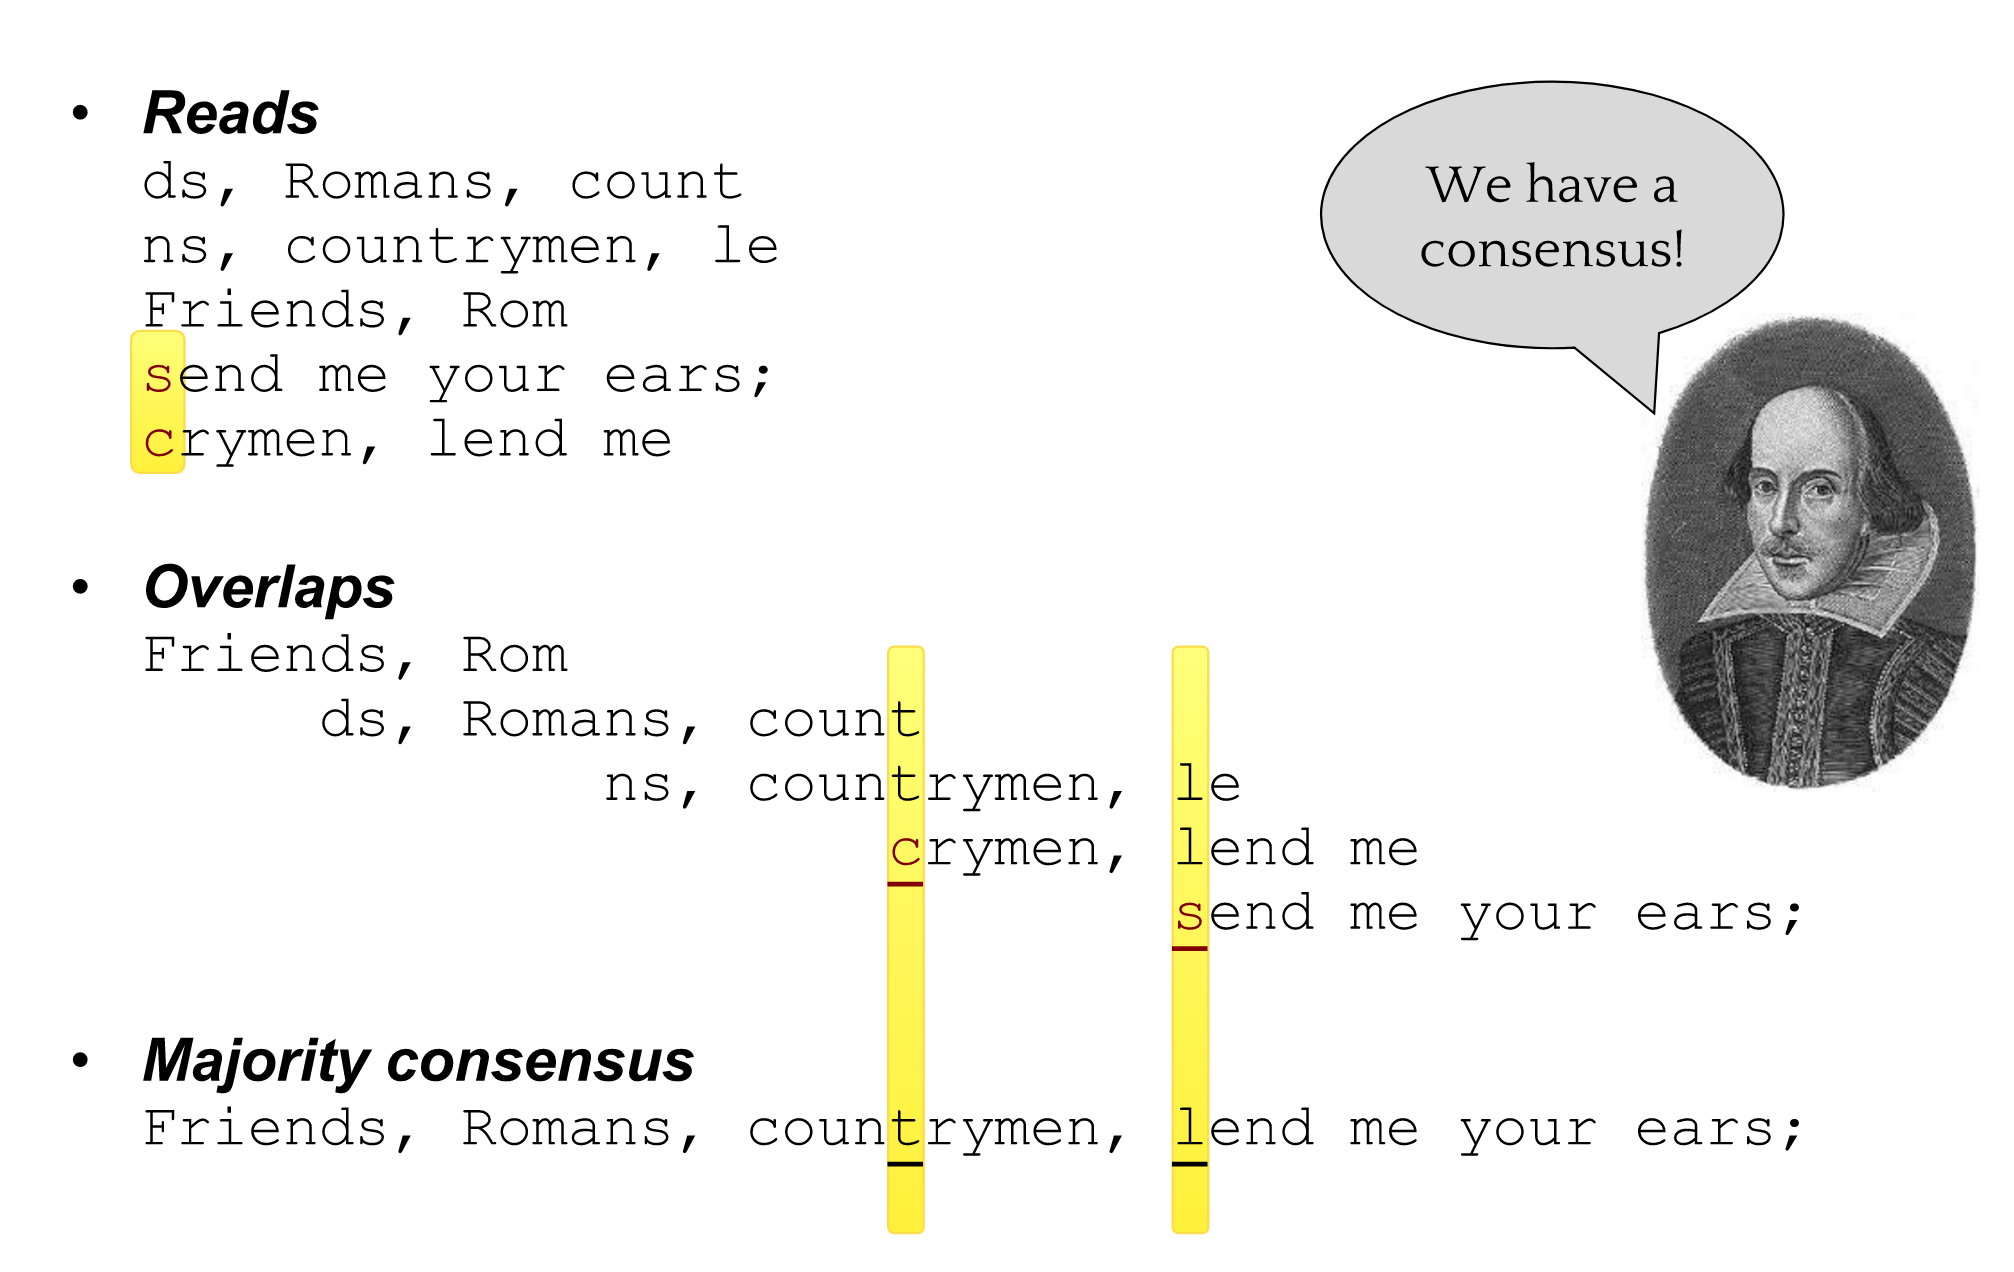 • Reads
ds, Romans, count
ns, countrymen, le
Friends, Rom
send me your ears;
crymen, lend me
We have a
consensus!
• Overlaps
Friends, Rom
ds, Romans, count
ns, countrymen, le
crymen, lend me
send me your ears;
• Majority consensus
Friends, Romans, countrymen, lend me your ears;